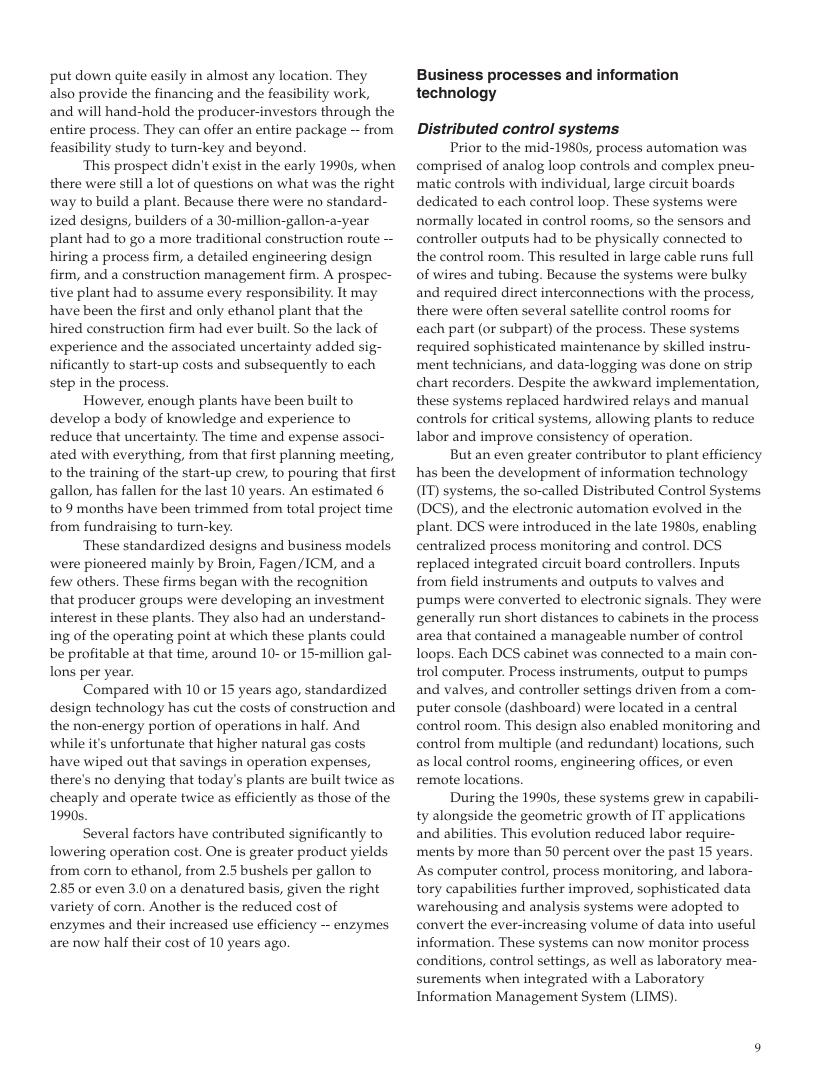 put down quite easily in almost any location. They
also provide the financing and the feasibility work,
and will hand-hold the producer-investors through the
entire process. They can offer an entire package -- from
feasibility study to turn-key and beyond.
This prospect didn't exist in the early 1990s, when
there were still a lot of questions on what was the right
way to build a plant. Because there were no standard-
ized designs, builders of a 30-million-gallon-a-year
plant had to go a more traditional construction route --
hiring a process firm, a detailed engineering design
firm, and a construction management firm. A prospec-
tive plant had to assume every responsibility. It may
have been the first and only ethanol plant that the
hired construction firm had ever built. So the lack of
experience and the associated uncertainty added sig-
nificantly to start-up costs and subsequently to each
step in the process.
However, enough plants have been built to
develop a body of knowledge and experience to
reduce that uncertainty. The time and expense associ-
ated with everything, from that first planning meeting,
to the training of the start-up crew, to pouring that first
gallon, has fallen for the last 10 years. An estimated 6
to 9 months have been trimmed from total project time
from fundraising to turn-key.
These standardized designs and business models
were pioneered mainly by Broin, Fagen/ICM, and a
few others. These firms began with the recognition
that producer groups were developing an investment
interest in these plants. They also had an understand-
ing of the operating point at which these plants could
be profitable at that time, around 10- or 15-million gal-
lons per year.
Compared with 10 or 15 years ago, standardized
design technology has cut the costs of construction and
the non-energy portion of operations in half. And
while it's unfortunate that higher natural gas costs
have wiped out that savings in operation expenses,
there's no denying that today's plants are built twice as
cheaply and operate twice as efficiently as those of the
1990s.
Several factors have contributed significantly to
lowering operation cost. One is greater product yields
from corn to ethanol, from 2.5 bushels per gallon to
2.85 or even 3.0 on a denatured basis, given the right
variety of corn. Another is the reduced cost of
enzymes and their increased use efficiency -- enzymes
are now half their cost of 10 years ago.
Business processes and information
technology
Distributed control systems
Prior to the mid-1980s, process automation was
comprised of analog loop controls and complex pneu-
matic controls with individual, large circuit boards
dedicated to each control loop. These systems were
normally located in control rooms, so the sensors and
controller outputs had to be physically connected to
the control room. This resulted in large cable runs full
of wires and tubing. Because the systems were bulky
and required direct interconnections with the process,
there were often several satellite control rooms for
each part (or subpart) of the process. These systems
required sophisticated maintenance by skilled instru-
ment technicians, and data-logging was done on strip
chart recorders. Despite the awkward implementation,
these systems replaced hardwired relays and manual
controls for critical systems, allowing plants to reduce
labor and improve consistency of operation.
But an even greater contributor to plant efficiency
has been the development of information technology
(IT) systems, the so-called Distributed Control Systems
(DCS), and the electronic automation evolved in the
plant. DCS were introduced in the late 1980s, enabling
centralized process monitoring and control. DCS
replaced integrated circuit board controllers. Inputs
from field instruments and outputs to valves and
pumps were converted to electronic signals. They were
generally run short distances to cabinets in the process
area that contained a manageable number of control
loops. Each DCS cabinet was connected to a main con-
trol computer. Process instruments, output to pumps
and valves, and controller settings driven from a com-
puter console (dashboard) were located in a central
control room. This design also enabled monitoring and
control from multiple (and redundant) locations, such
as local control rooms, engineering offices, or even
remote locations.
During the 1990s, these systems grew in capabili-
ty alongside the geometric growth of IT applications
and abilities. This evolution reduced labor require-
ments by more than 50 percent over the past 15 years.
As computer control, process monitoring, and labora-
tory capabilities further improved, sophisticated data
warehousing and analysis systems were adopted to
convert the ever-increasing volume of data into useful
information. These systems can now monitor process
conditions, control settings, as well as laboratory mea-
surements when integrated with a Laboratory
Information Management System (LIMS).
9